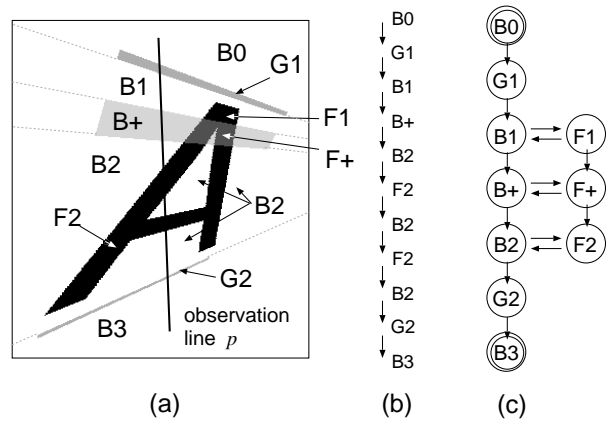 B0
G1
B1
B+
F1
B2
F+
F2
B2
G2
B3
observation
line p
(a)
B0
G1
B1
B+
B2
F2
B2
F2
B2
G2
B3
(b)
B0
G1
B1 F1
B+ F+
B2 F2
G2
B3
(c)